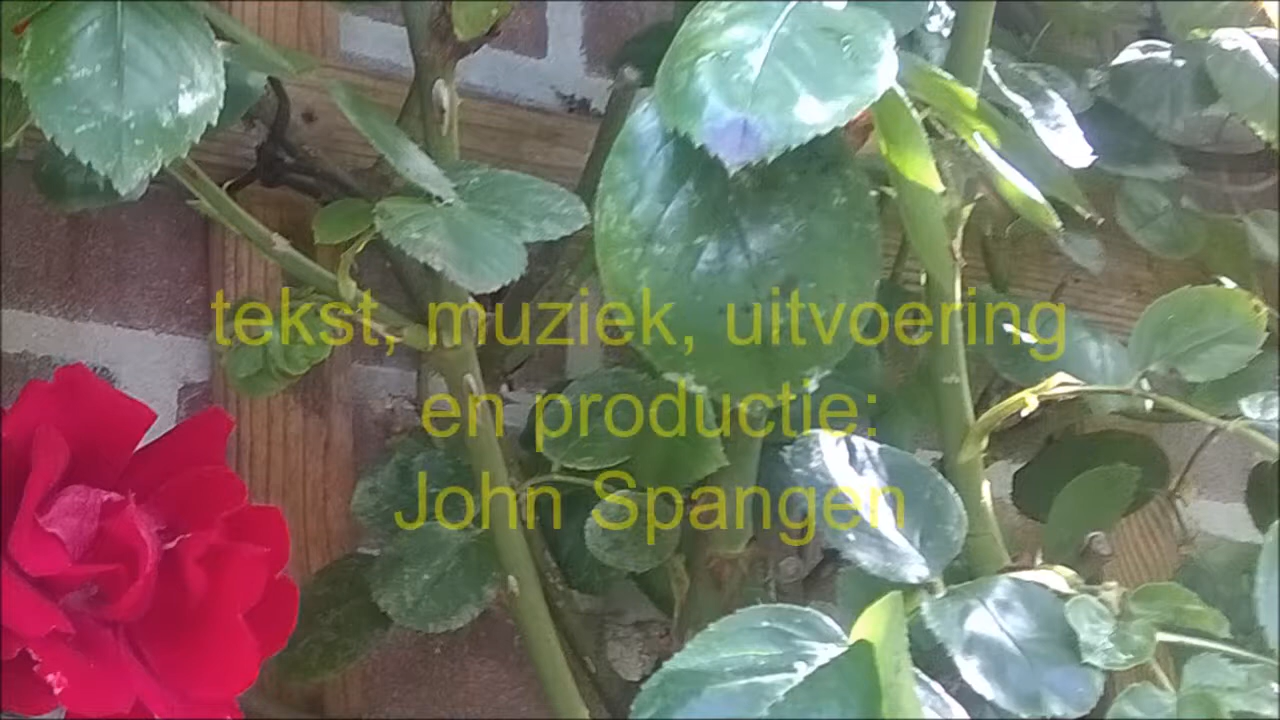 tekst, muziek, uitvoering
en productie:
John Spangen